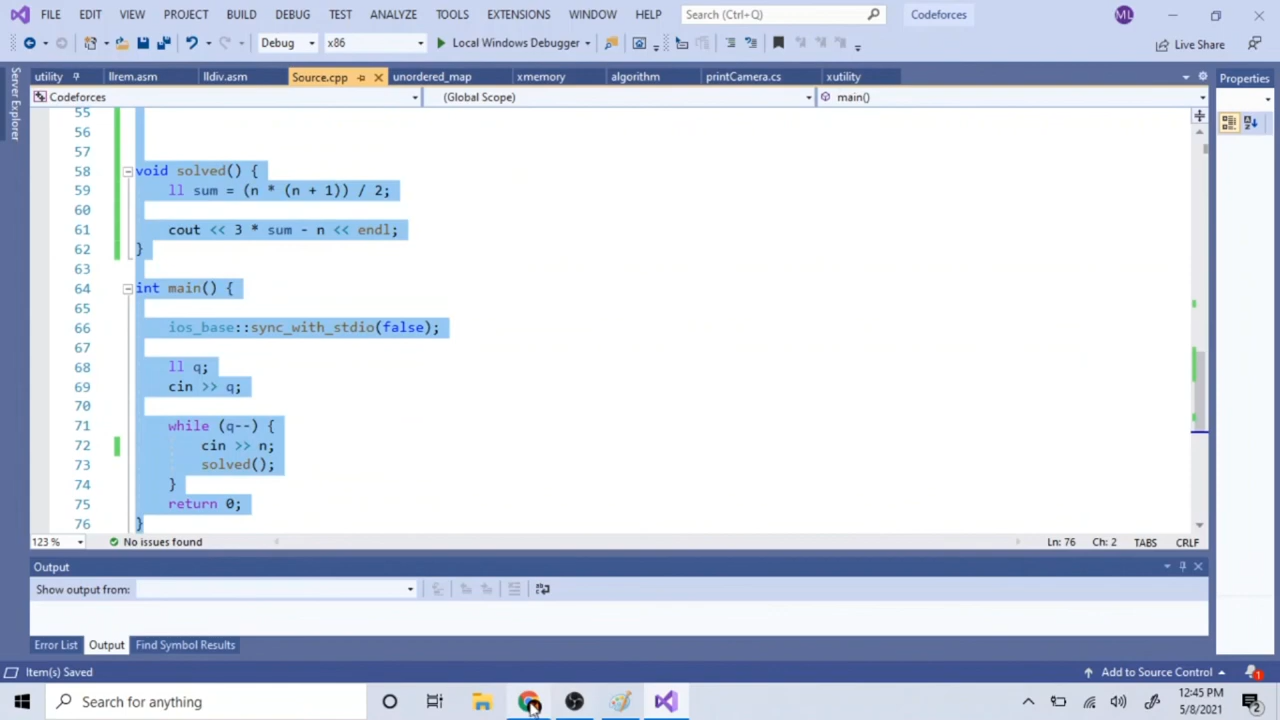 FILE EDIT VIEW PROJECT BUILD DEBUG TEST ANALYZE TOOLS EXTENSIONS WINDOW HELP Search (Ctrl+Q) Codeforces ML
Debug x86 Local Windows Debugger Live Share
utility llrem.asm lldiv.asm Source.cpp unordered_map xmemory algorithm printCamera.cs xutility Properties
Server Explorer
Codeforces (Global Scope) main()
55
56
57
58 void solved() {
59 ll sum = (n * (n + 1)) / 2;
60
61 cout << 3 * sum - n << endl;
62 }
63
64 int main() {
65
66 ios_base::sync_with_stdio(false);
67
68 ll q;
69 cin >> q;
70
71 while (q--) {
72 cin >> n;
73 solved();
74 }
75 return 0;
76 }
123 % No issues found Ln: 76 Ch: 2 TABS CRLF
Output
Show output from:
Error List Output Find Symbol Results
Item(s) Saved Add to Source Control 1
Search for anything 12:45 PM
5/8/2021 2